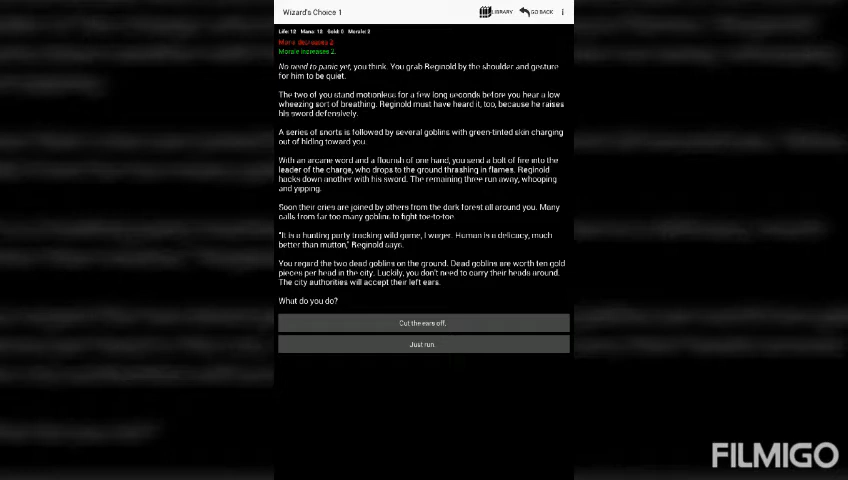 Wizard's Choice 1
LIBRARY
GO BACK
Life: 12 Mana: 13 Gold: 0 Morale: 2
Mana decreases 2.
Morale increases 2.
No need to panic yet, you think. You grab Reginold by the shoulder and gesture
for him to be quiet.
The two of you stand motionless for a few long seconds before you hear a low
wheezing sort of breathing. Reginold must have heard it, too, because he raises
his sword defensively.
A series of snorts is followed by several goblins with green-tinted skin charging
out of hiding toward you.
With an arcane word and a flourish of one hand, you send a bolt of fire into the
leader of the charge, who drops to the ground thrashing in flames. Reginold
hacks down another with his sword. The remaining three run away, whooping
and yipping.
Soon their cries are joined by others from the dark forest all around you. Many
calls from far too many goblins to fight toe-to-toe.
"It is a hunting party tracking wild game, I wager. Human is a delicacy, much
better than mutton," Reginold says.
You regard the two dead goblins on the ground. Dead goblins are worth ten gold
pieces per head in the city. Luckily, you don't need to carry their heads around.
The city authorities will accept their left ears.
What do you do?
Cut the ears off.
Just run.
FILMIGO